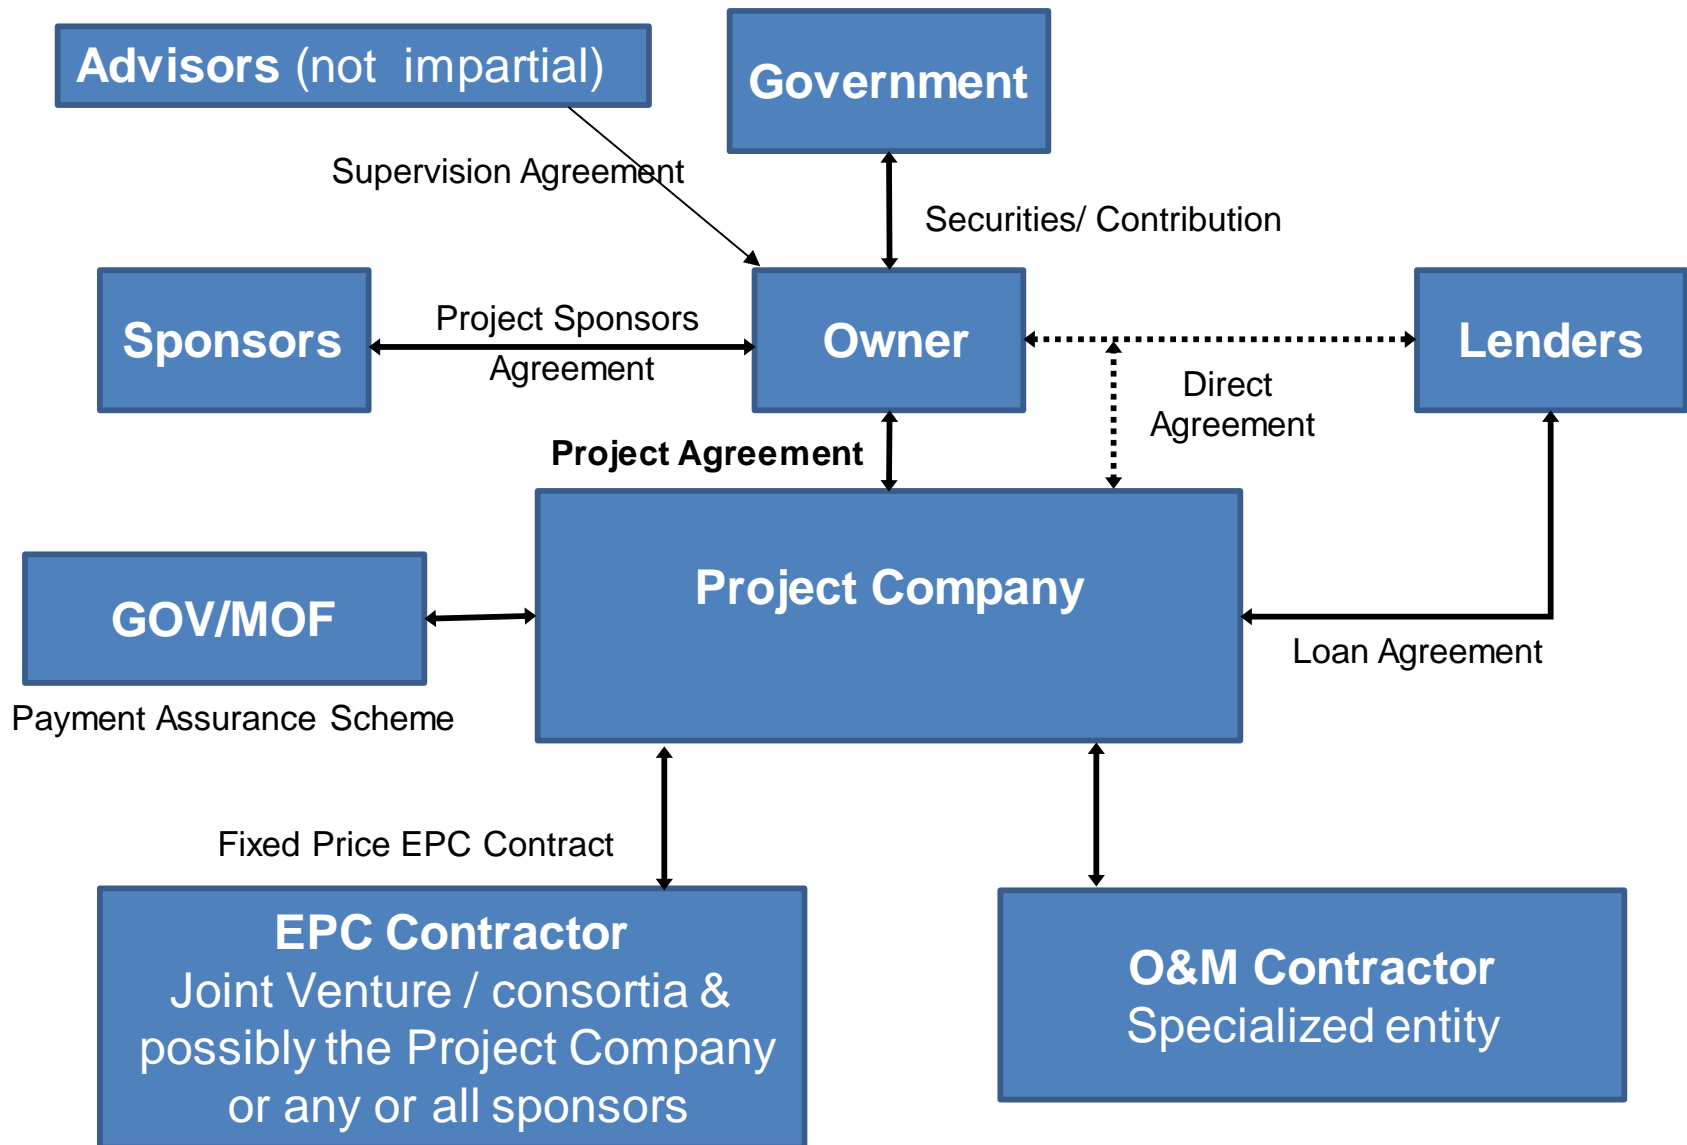 Advisors (not impartial)
Government
Supervision Agreement
Securities/ Contribution
Sponsors
Project Sponsors
Agreement
Owner
Lenders
Direct
Agreement
Project Agreement
Project Company
GOV/MOF
Loan Agreement
Payment Assurance Scheme
Fixed Price EPC Contract
EPC Contractor
Joint Venture / consortia &
possibly the Project Company
or any or all sponsors
O&M Contractor
Specialized entity